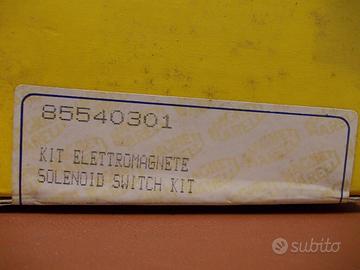 85540301
KIT ELETTROMAGNETE
SOLENOID SWITCH KIT
subito